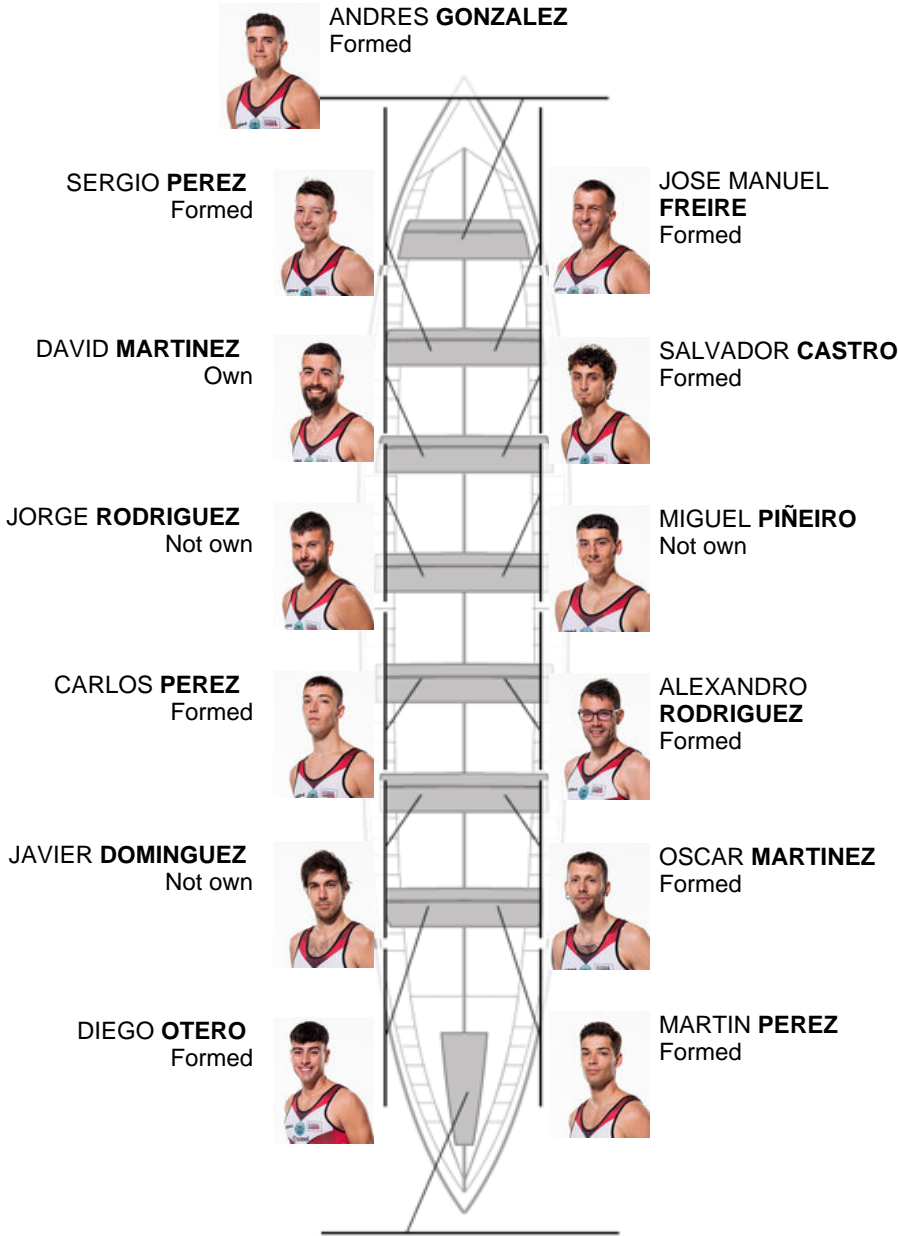 ANDRES GONZALEZ
Formed
SERGIO PEREZ
Formed
JOSE MANUEL
FREIRE
Formed
DAVID MARTINEZ
Own
SALVADOR CASTRO
Formed
JORGE RODRIGUEZ
Not own
MIGUEL PIÑEIRO
Not own
CARLOS PEREZ
Formed
ALEXANDRO
RODRIGUEZ
Formed
JAVIER DOMINGUEZ
Not own
OSCAR MARTINEZ
Formed
DIEGO OTERO
Formed
MARTIN PEREZ
Formed